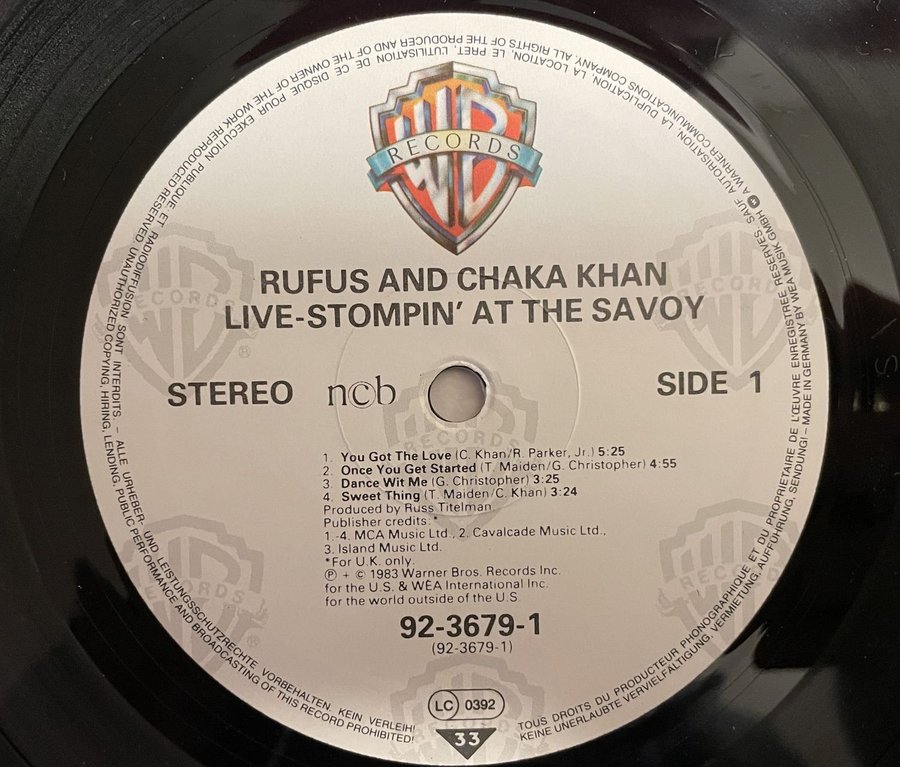 WB
RECORDS
RUFUS AND CHAKA KHAN
LIVE-STOMPIN' AT THE SAVOY
STEREO ncb SIDE 1
1. You Got The Love (C. Khan/R. Parker, Jr.) 5:25
2. Once You Get Started (T. Maiden/G. Christopher) 4:55
3. Dance Wit Me (G. Christopher) 3:25
4. Sweet Thing (T. Maiden/C. Khan) 3:24
Produced by Russ Titelman
Publisher credits:*
1.-4. MCA Music Ltd., 2. Cavalcade Music Ltd.,
3. Island Music Ltd.
*For U.K. only.
Ⓟ + © 1983 Warner Bros. Records Inc.
for the U.S. & WEA International Inc.
for the world outside of the U.S.
92-3679-1
(92-3679-1)
LC 0392
33
TOUS DROITS DU PRODUCTEUR PHONOGRAPHIQUE ET DU PROPRIETAIRE DE L'ŒUVRE ENREGISTREE RESERVES. SAUF AUTORISATION, LA DUPLICATION, LA LOCATION, LE PRET, L'UTILISATION DE CE DISQUE POUR EXECUTION PUBLIQUE ET RADIODIFFUSION SONT INTERDITS. – ALLE URHEBER- UND LEISTUNGSSCHUTZRECHTE VORBEHALTEN. KEIN VERLEIH!
KEINE UNERLAUBTE VERVIELFÄLTIGUNG, VERMIETUNG, AUFFÜHRUNG, SENDUNG! – MADE IN GERMANY BY WEA MUSIK GMBH A WARNER COMMUNICATIONS COMPANY. ALL RIGHTS OF THE PRODUCER AND OF THE OWNER OF THE WORK REPRODUCED RESERVED. UNAUTHORIZED COPYING, HIRING, LENDING, PUBLIC PERFORMANCE AND BROADCASTING OF THIS RECORD PROHIBITED!